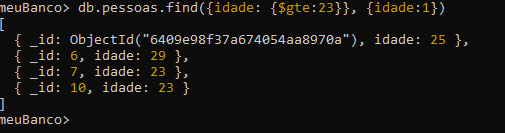 meuBanco> db.pessoas.find({idade: {$gte:23}}, {idade:1})
[
  { _id: ObjectId("6409e98f37a674054aa8970a"), idade: 25 },
  { _id: 6, idade: 29 },
  { _id: 7, idade: 23 },
  { _id: 10, idade: 23 }
]
meuBanco>